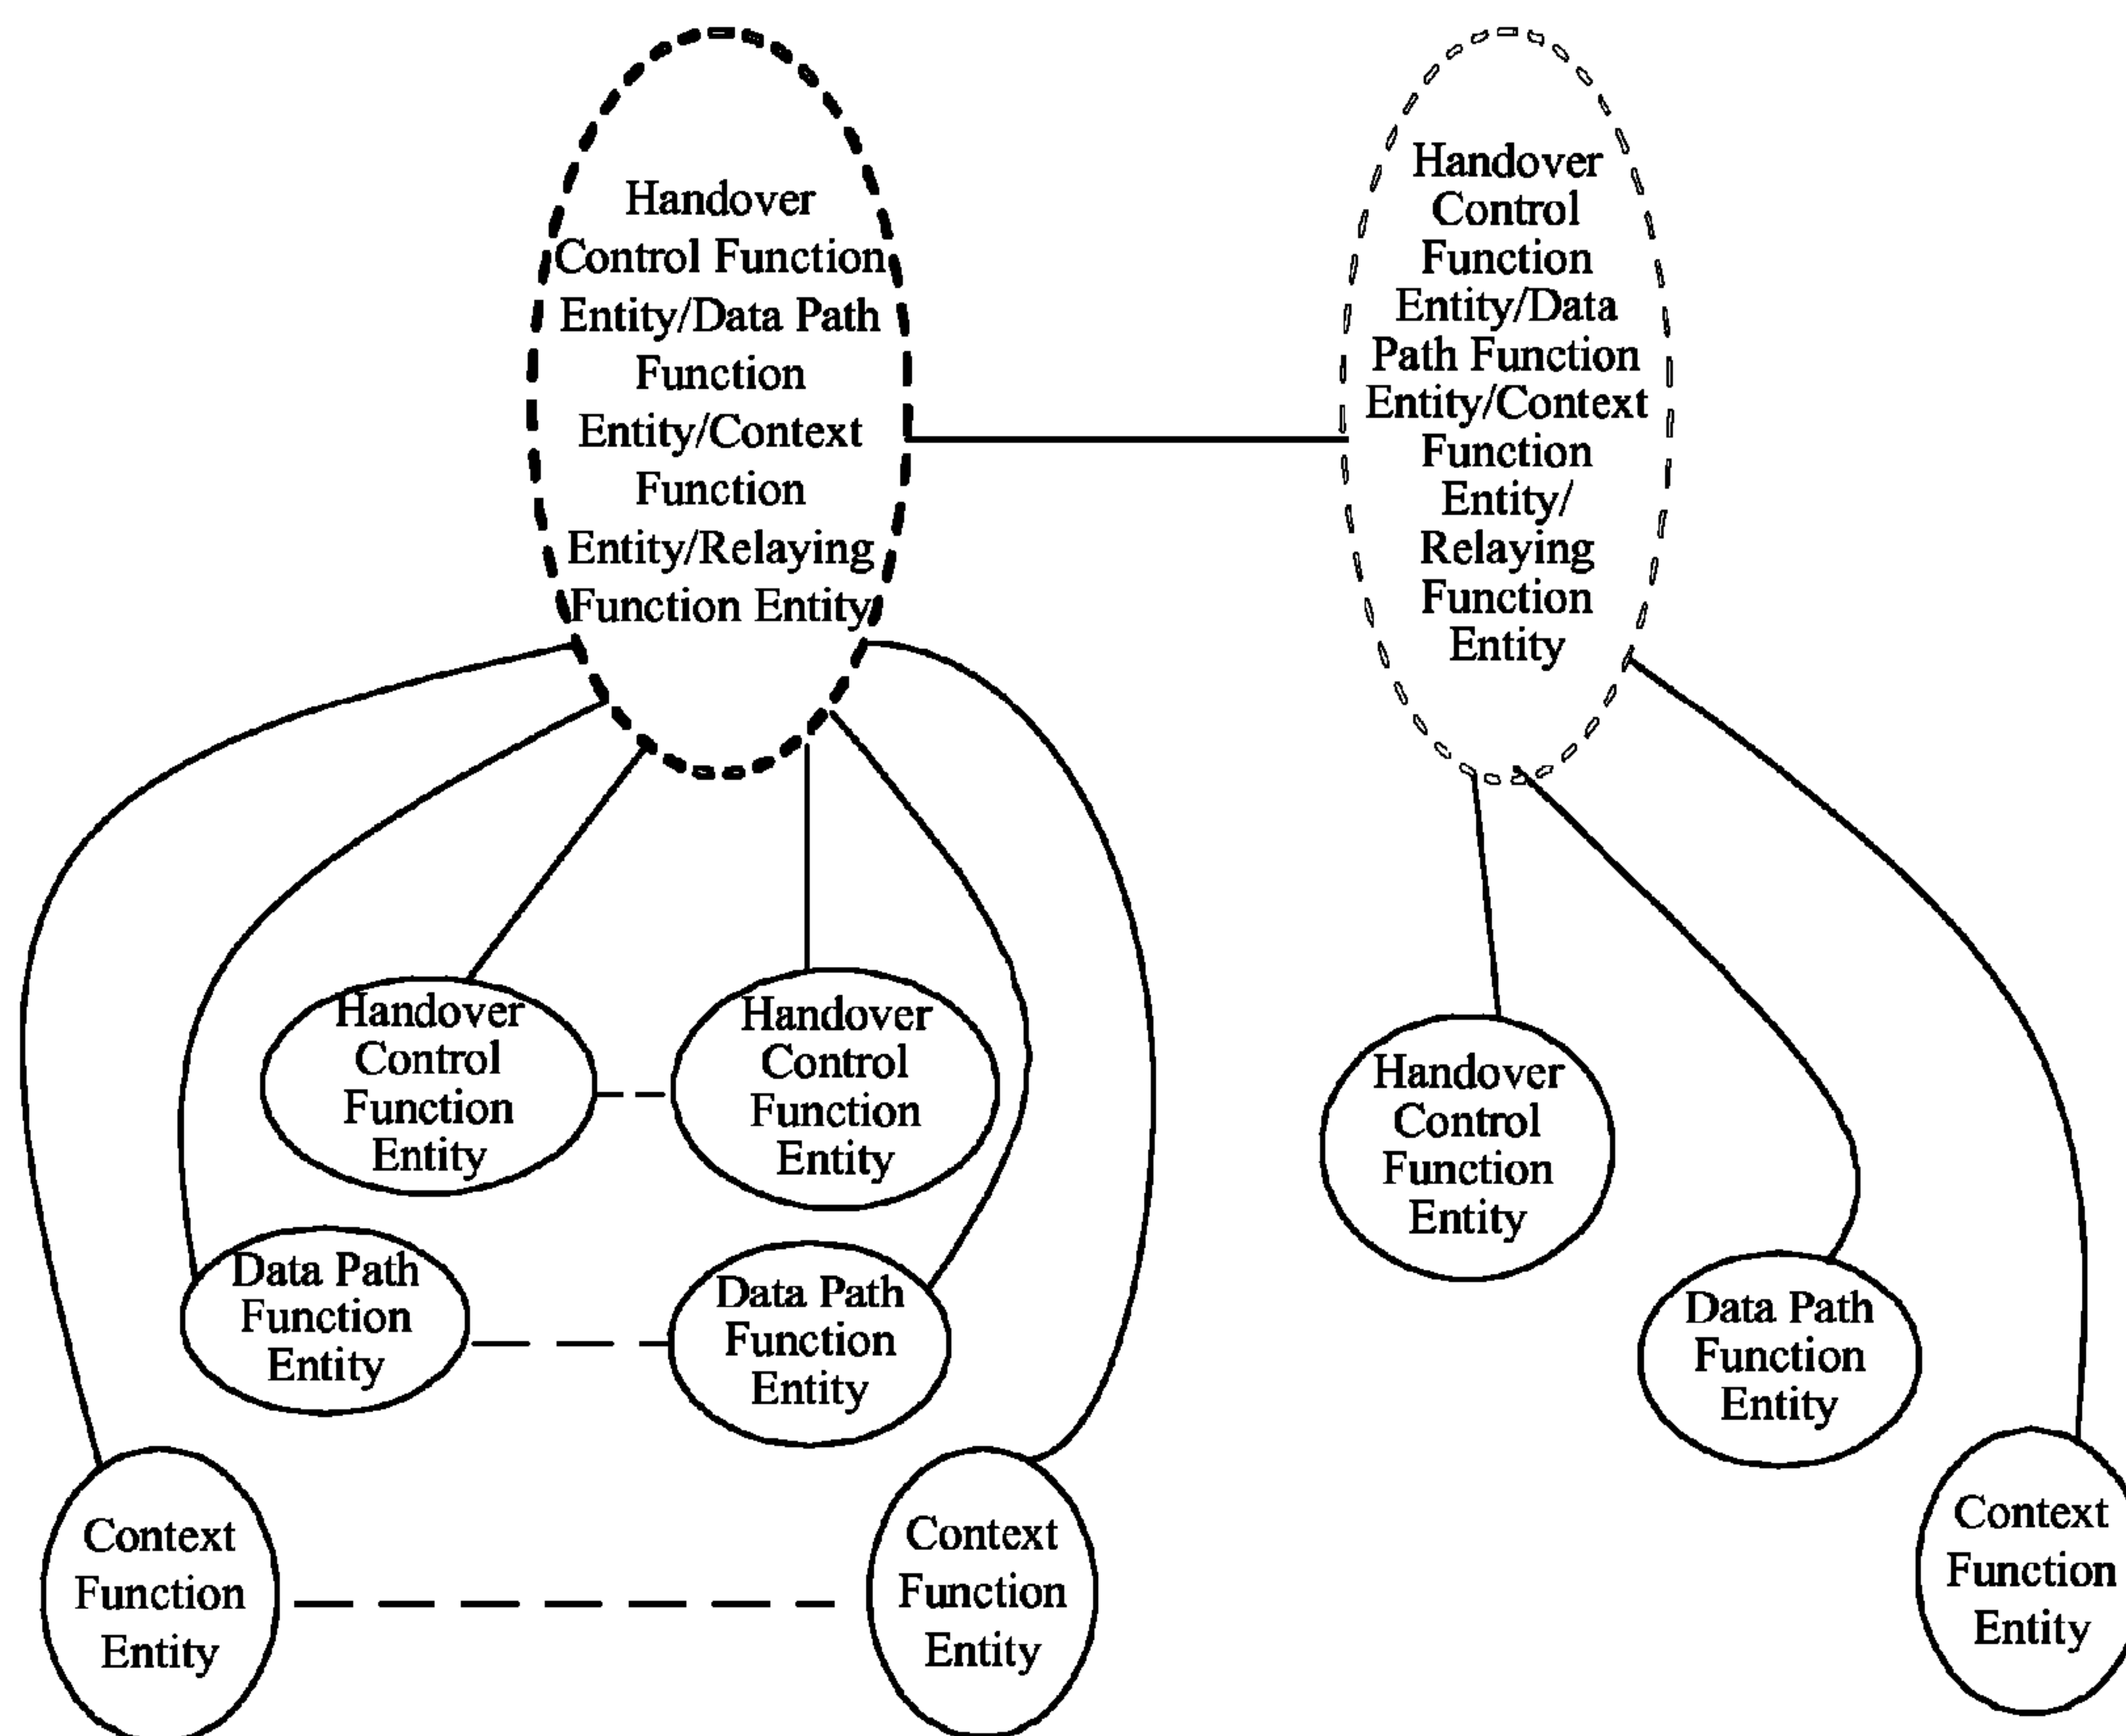 Handover
Control Function
Entity/Data Path
Function
Entity/Context
Function
Entity/Relaying
Function Entity
Handover
Control
Function
Entity/Data
Path Function
Entity/Context
Function
Entity/
Relaying
Function
Entity
Handover
Control
Function
Entity
Handover
Control
Function
Entity
Handover
Control
Function
Entity
Data Path
Function
Entity
Data Path
Function
Entity
Data Path
Function
Entity
Context
Function
Entity
Context
Function
Entity
Context
Function
Entity